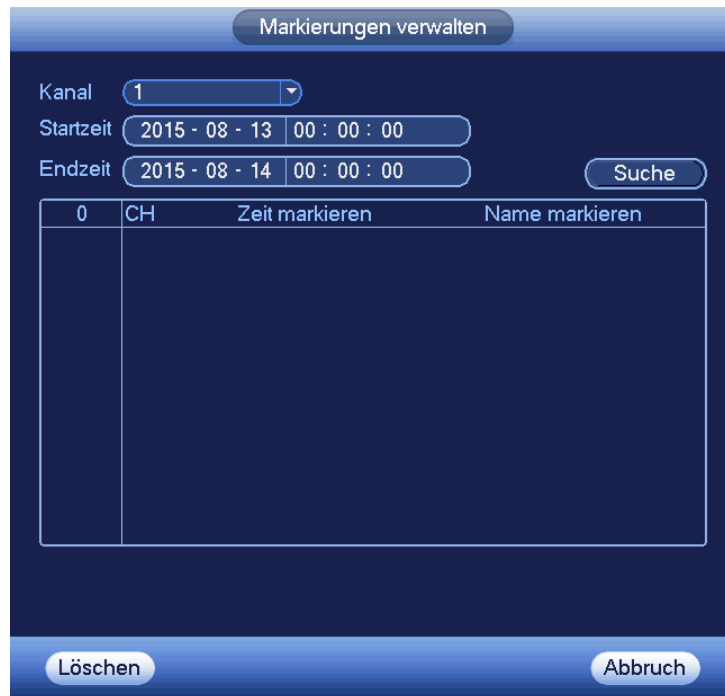 Markierungen verwalten
Kanal 1
Startzeit 2015 - 08 - 13 00 : 00 : 00
Endzeit 2015 - 08 - 14 00 : 00 : 00 Suche
0 CH Zeit markieren Name markieren
Löschen Abbruch